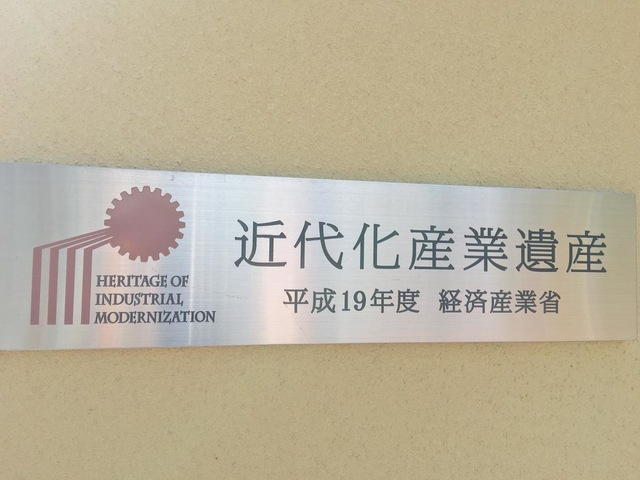 近代化産業遺産
平成19年度 経済産業省
HERITAGE OF
INDUSTRIAL
MODERNIZATION